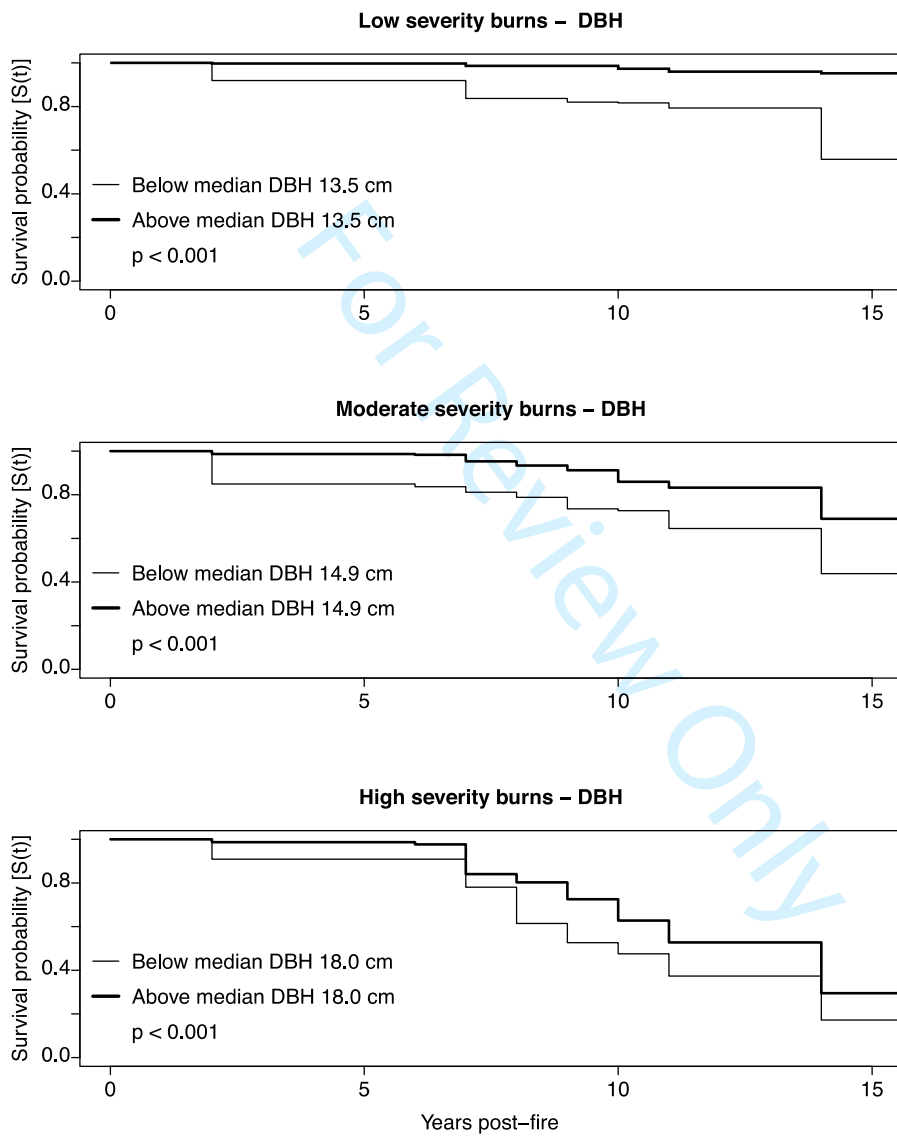 Low severity burns – DBH
Survival probability [S(t)]
0.8
0.4
0.0
Below median DBH 13.5 cm
Above median DBH 13.5 cm
p < 0.001
0 5 10 15
Moderate severity burns – DBH
Survival probability [S(t)]
0.8
0.4
0.0
Below median DBH 14.9 cm
Above median DBH 14.9 cm
p < 0.001
0 5 10 15
High severity burns – DBH
Survival probability [S(t)]
0.8
0.4
0.0
Below median DBH 18.0 cm
Above median DBH 18.0 cm
p < 0.001
0 5 10 15
Years post–fire
For Review Only